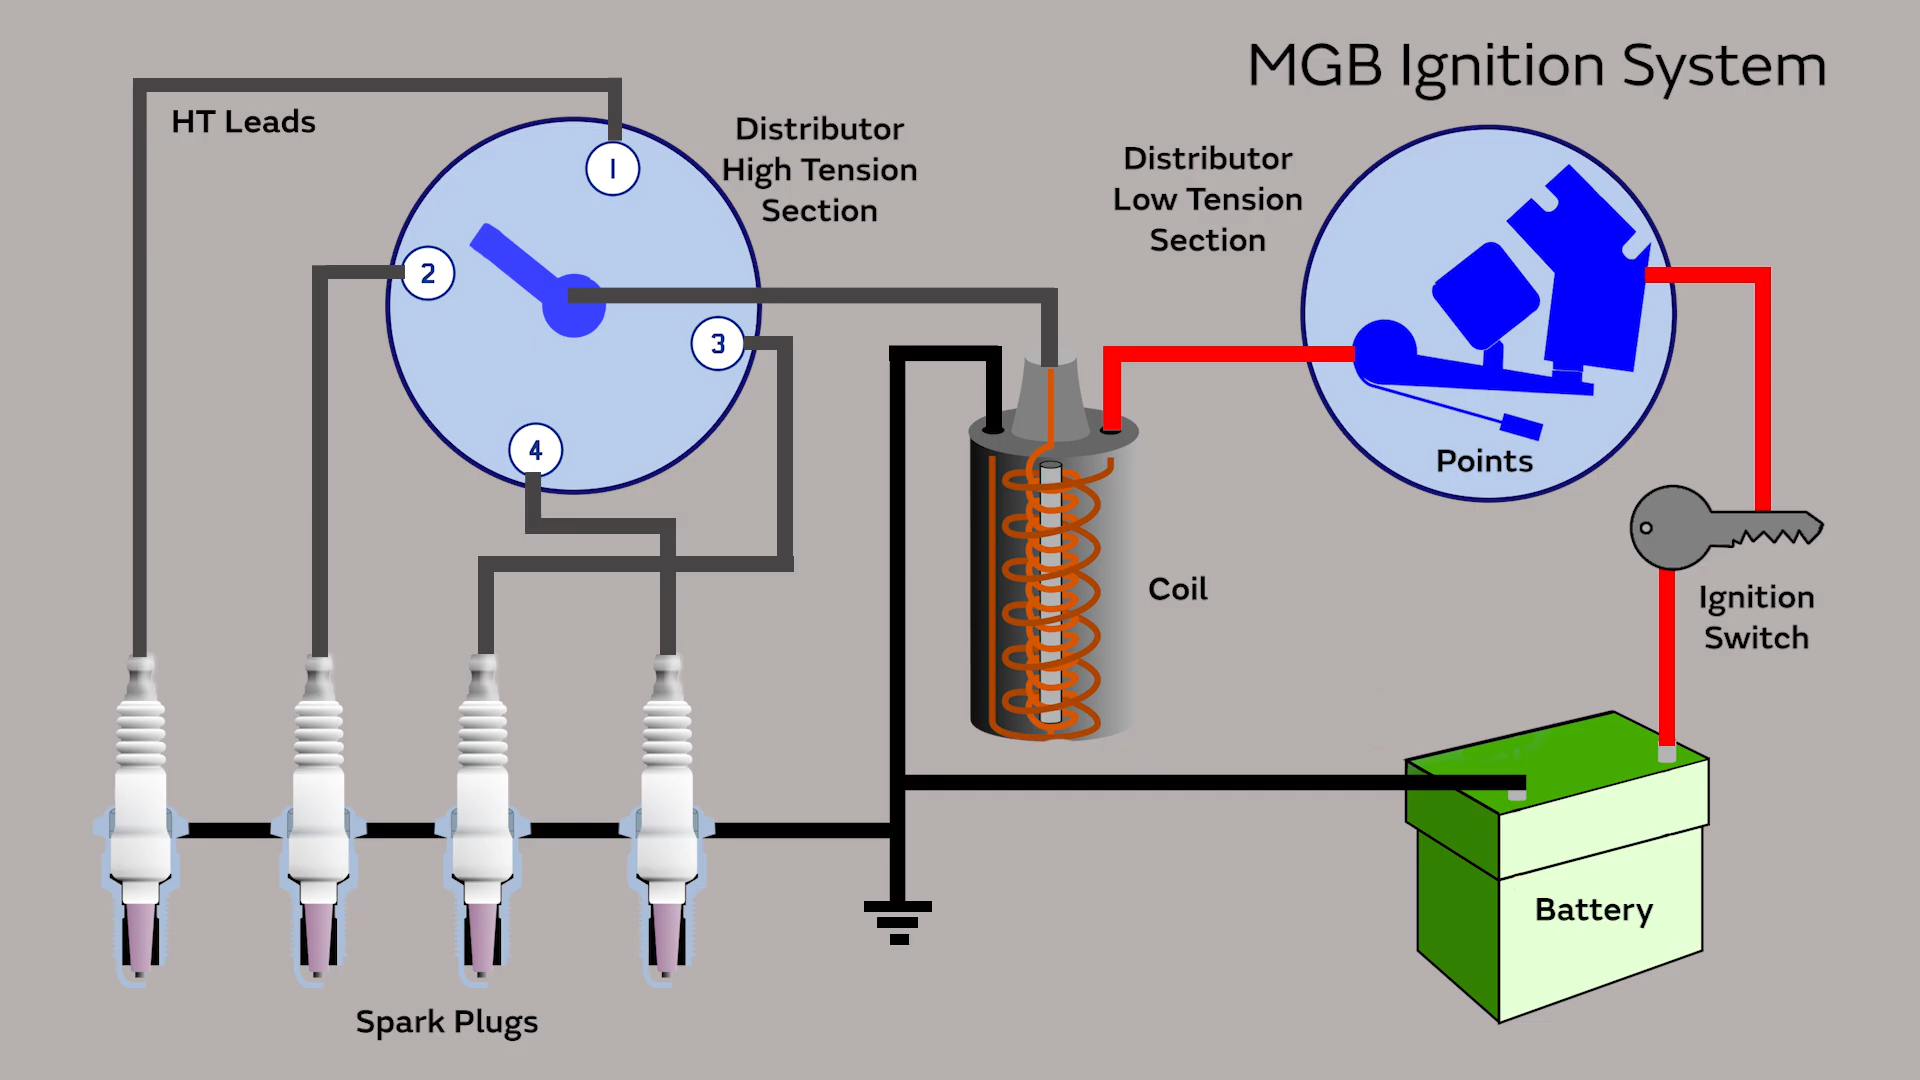 MGB Ignition System
HT Leads
Distributor
High Tension
Section
Distributor
Low Tension
Section
1
2
3
4
Points
Coil
Ignition
Switch
Battery
Spark Plugs